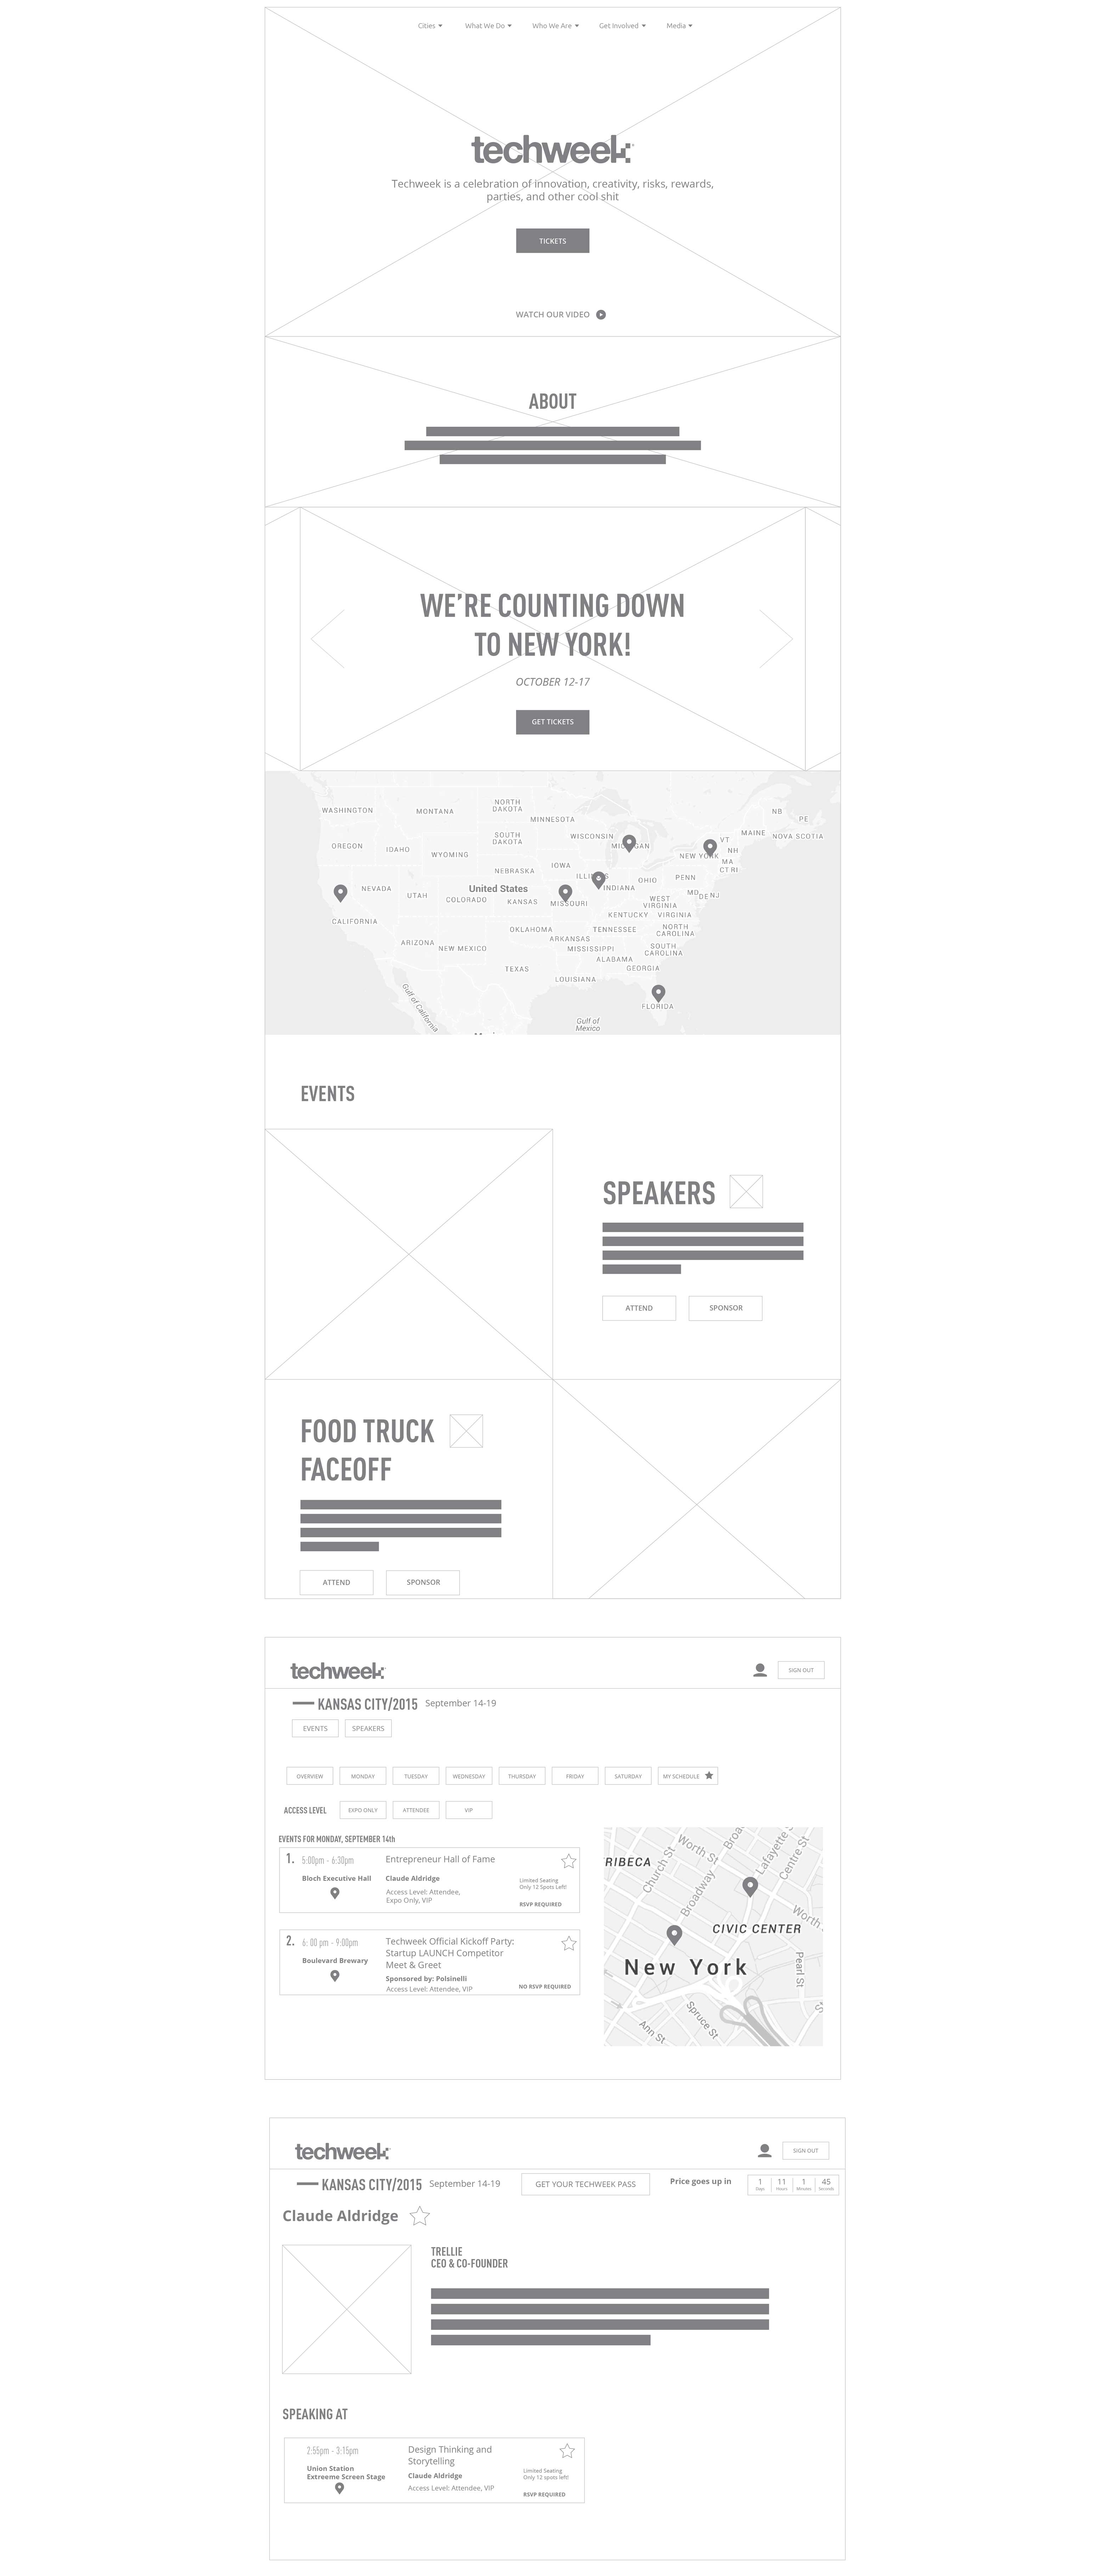 Cities What We Do Who We Are Get Involved Media
techweek
Techweek is a celebration of innovation, creativity, risks, rewards,
parties, and other cool shit
TICKETS
WATCH OUR VIDEO
ABOUT
WE'RE COUNTING DOWN
TO NEW YORK!
OCTOBER 12-17
GET TICKETS
WASHINGTON
MONTANA
NORTH
DAKOTA
MINNESOTA
NB
PE
OREGON
IDAHO
WYOMING
SOUTH
DAKOTA
WISCONSIN
VT
MAINE
NOVA SCOTIA
NH
NEW YORK
MA
CT RI
NEBRASKA
IOWA
OHIO
PENN
NEVADA
UTAH
United States
COLORADO
KANSAS
MISSOURI
INDIANA
WEST
VIRGINIA
MD
DE NJ
CALIFORNIA
KENTUCKY
VIRGINIA
OKLAHOMA
TENNESSEE
NORTH
CAROLINA
ARIZONA
NEW MEXICO
ARKANSAS
MISSISSIPPI
SOUTH
CAROLINA
ALABAMA
TEXAS
GEORGIA
LOUISIANA
Gulf of California
FLORIDA
Gulf of
Mexico
EVENTS
SPEAKERS
ATTEND SPONSOR
FOOD TRUCK
FACEOFF
ATTEND SPONSOR
techweek
SIGN OUT
KANSAS CITY/2015 September 14-19
EVENTS SPEAKERS
OVERVIEW MONDAY TUESDAY WEDNESDAY THURSDAY FRIDAY SATURDAY MY SCHEDULE
ACCESS LEVEL EXPO ONLY ATTENDEE VIP
EVENTS FOR MONDAY, SEPTEMBER 14th
1. 5:00pm - 6:30pm
Bloch Executive Hall
Entrepreneur Hall of Fame
Claude Aldridge
Access Level: Attendee,
Expo Only, VIP
Limited Seating
Only 12 Spots Left!
RSVP REQUIRED
2. 6: 00 pm - 9:00pm
Boulevard Brewary
Techweek Official Kickoff Party:
Startup LAUNCH Competitor
Meet & Greet
Sponsored by: Polsinelli
Access Level: Attendee, VIP
NO RSVP REQUIRED
RIBECA
Church St
Worth St
Broadway
Lafayette St
Centre St
Worth
CIVIC CENTER
New York
Pearl St
Spruce St
Ann St
techweek
SIGN OUT
KANSAS CITY/2015 September 14-19
GET YOUR TECHWEEK PASS
Price goes up in
1 11 1 45
Days Hours Minutes Seconds
Claude Aldridge
TRELLIE
CEO & CO-FOUNDER
SPEAKING AT
2:55pm - 3:15pm
Union Station
Extreeme Screen Stage
Design Thinking and
Storytelling
Claude Aldridge
Access Level: Attendee, VIP
Limited Seating
Only 12 spots left!
RSVP REQUIRED